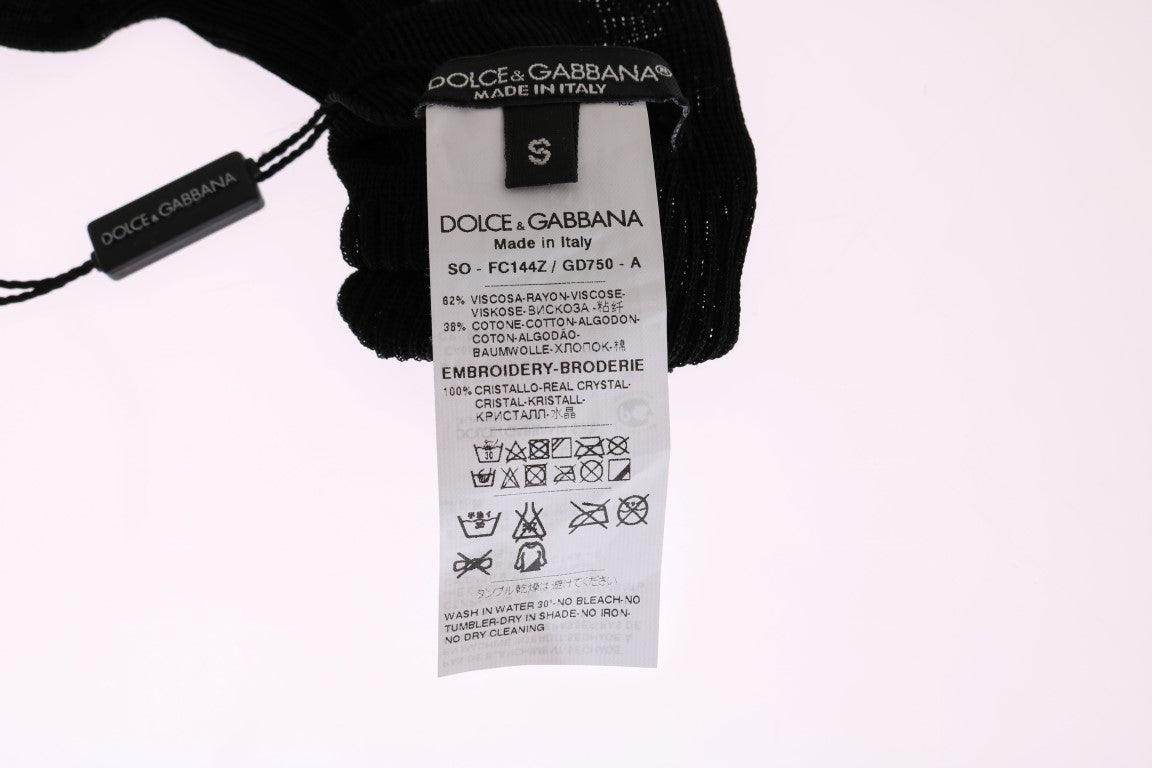 DOLCE & GABBANA®
MADE IN ITALY
S
DOLCE & GABBANA
DOLCE & GABBANA
Made in Italy
SO - FC144Z / GD750 - A
62% VISCOSA-RAYON-VISCOSE-
VISKOSE-ВИСКОЗА-粘纤
38% COTONE-COTTON-ALGODON-
COTON-ALGODÃO-
BAUMWOLLE-ХЛОПОК-棉
EMBROIDERY-BRODERIE
100% CRISTALLO-REAL CRYSTAL-
CRISTAL-KRISTALL-
КРИСТАЛЛ-水晶
30
30
タンブル乾燥は避けてください
WASH IN WATER 30°-NO BLEACH-NO
TUMBLER-DRY IN SHADE-NO IRON-
NO DRY CLEANING